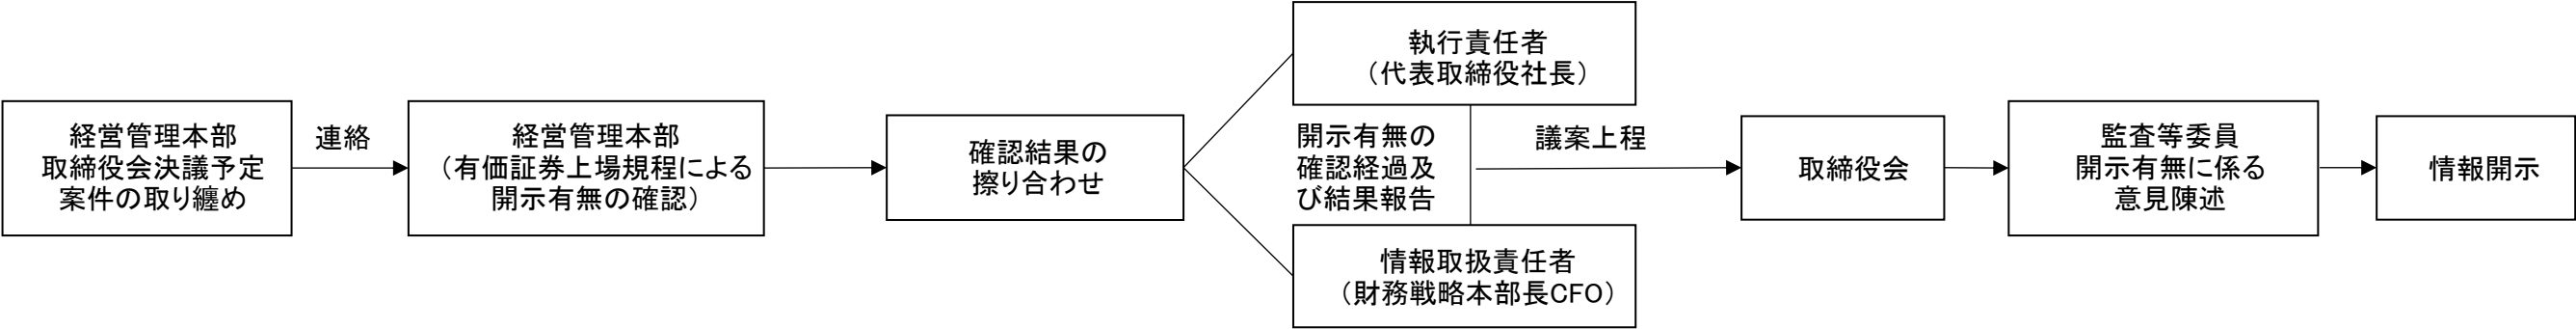 経営管理本部
取締役会決議予定
案件の取り纏め
連絡
経営管理本部
（有価証券上場規程による
開示有無の確認）
確認結果の
擦り合わせ
執行責任者
（代表取締役社長）
開示有無の
確認経過及
び結果報告
情報取扱責任者
（財務戦略本部長CFO）
議案上程
取締役会
監査等委員
開示有無に係る
意見陳述
情報開示